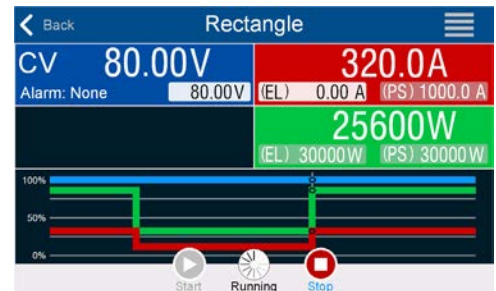 Back
Rectangle
CV 80.00V
320.0A
Alarm: None
80.00V
(EL) 0.00 A
(PS) 1000.0 A
25600W
(EL) 30000W
(PS) 30000W
100%
50%
0%
Start
Running
Stop